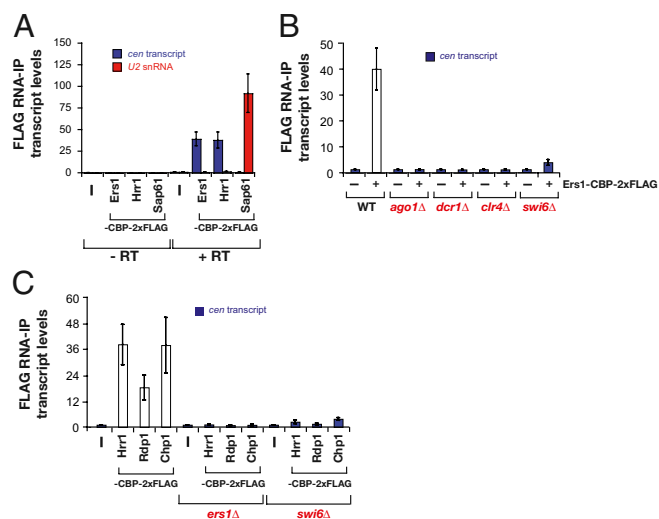 A
FLAG RNA-IP
transcript levels
150
125
100
75
50
25
0
cen transcript
U2 snRNA
–
Ers1
Hrr1
Sap61
–
Ers1
Hrr1
Sap61
-CBP-2xFLAG
-CBP-2xFLAG
- RT
+ RT
B
FLAG RNA-IP
transcript levels
50
40
30
20
10
0
cen transcript
– + – + – + – + – + Ers1-CBP-2xFLAG
WT ago1Δ dcr1Δ clr4Δ swi6Δ
C
FLAG RNA-IP
transcript levels
60
48
36
24
12
0
cen transcript
–
Hrr1
Rdp1
Chp1
–
Hrr1
Rdp1
Chp1
–
Hrr1
Rdp1
Chp1
-CBP-2xFLAG
-CBP-2xFLAG
-CBP-2xFLAG
ers1Δ
swi6Δ